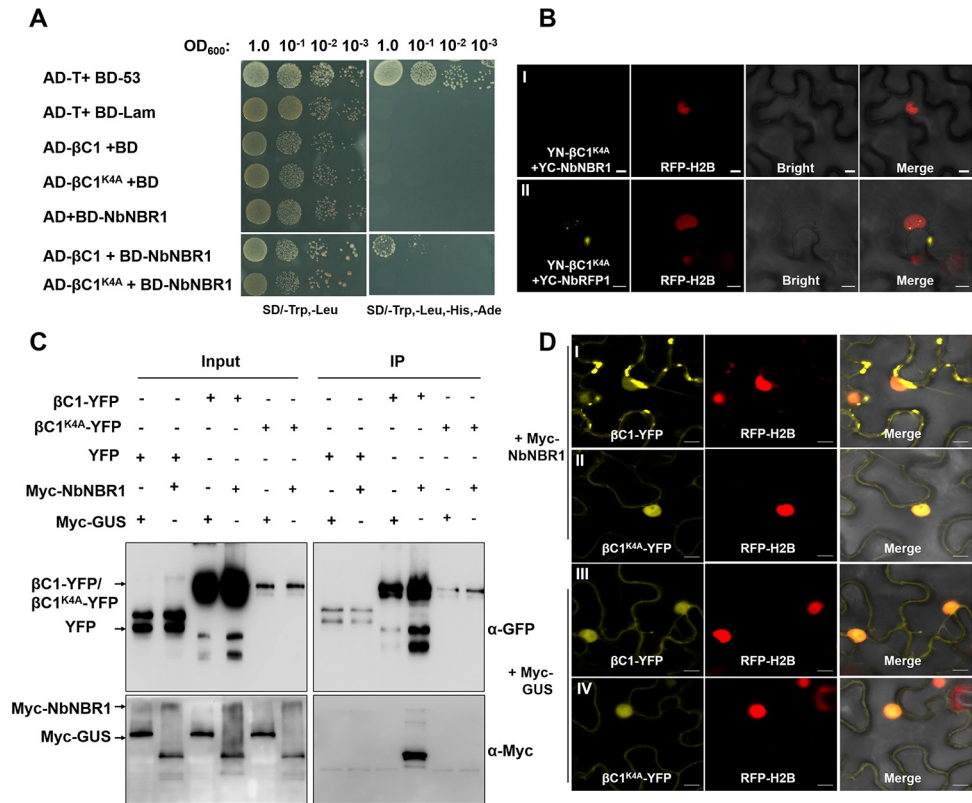 A
OD600: 1.0 10-1 10-2 10-3 1.0 10-1 10-2 10-3
AD-T+ BD-53
AD-T+ BD-Lam
AD-βC1 +BD
AD-βC1K4A +BD
AD+BD-NbNBR1
AD-βC1 + BD-NbNBR1
AD-βC1K4A + BD-NbNBR1
SD/-Trp,-Leu SD/-Trp,-Leu,-His,-Ade
B
I
YN-βC1K4A
+YC-NbNBR1
RFP-H2B
Bright
Merge
II
YN-βC1K4A
+YC-NbRFP1
RFP-H2B
Bright
Merge
C
Input IP
βC1-YFP - - + + - - - - + + - -
βC1K4A-YFP - - - - + + - - - - + +
YFP + + - - - - + + - - - -
Myc-NbNBR1 - + - + - + - + - + - +
Myc-GUS + - + - + - + - + - + -
βC1-YFP/
βC1K4A-YFP
YFP
α-GFP
Myc-NbNBR1
Myc-GUS
α-Myc
D
+ Myc-
NbNBR1
I
βC1-YFP
RFP-H2B
Merge
II
βC1K4A-YFP
RFP-H2B
Merge
+ Myc-
GUS
III
βC1-YFP
RFP-H2B
Merge
IV
βC1K4A-YFP
RFP-H2B
Merge